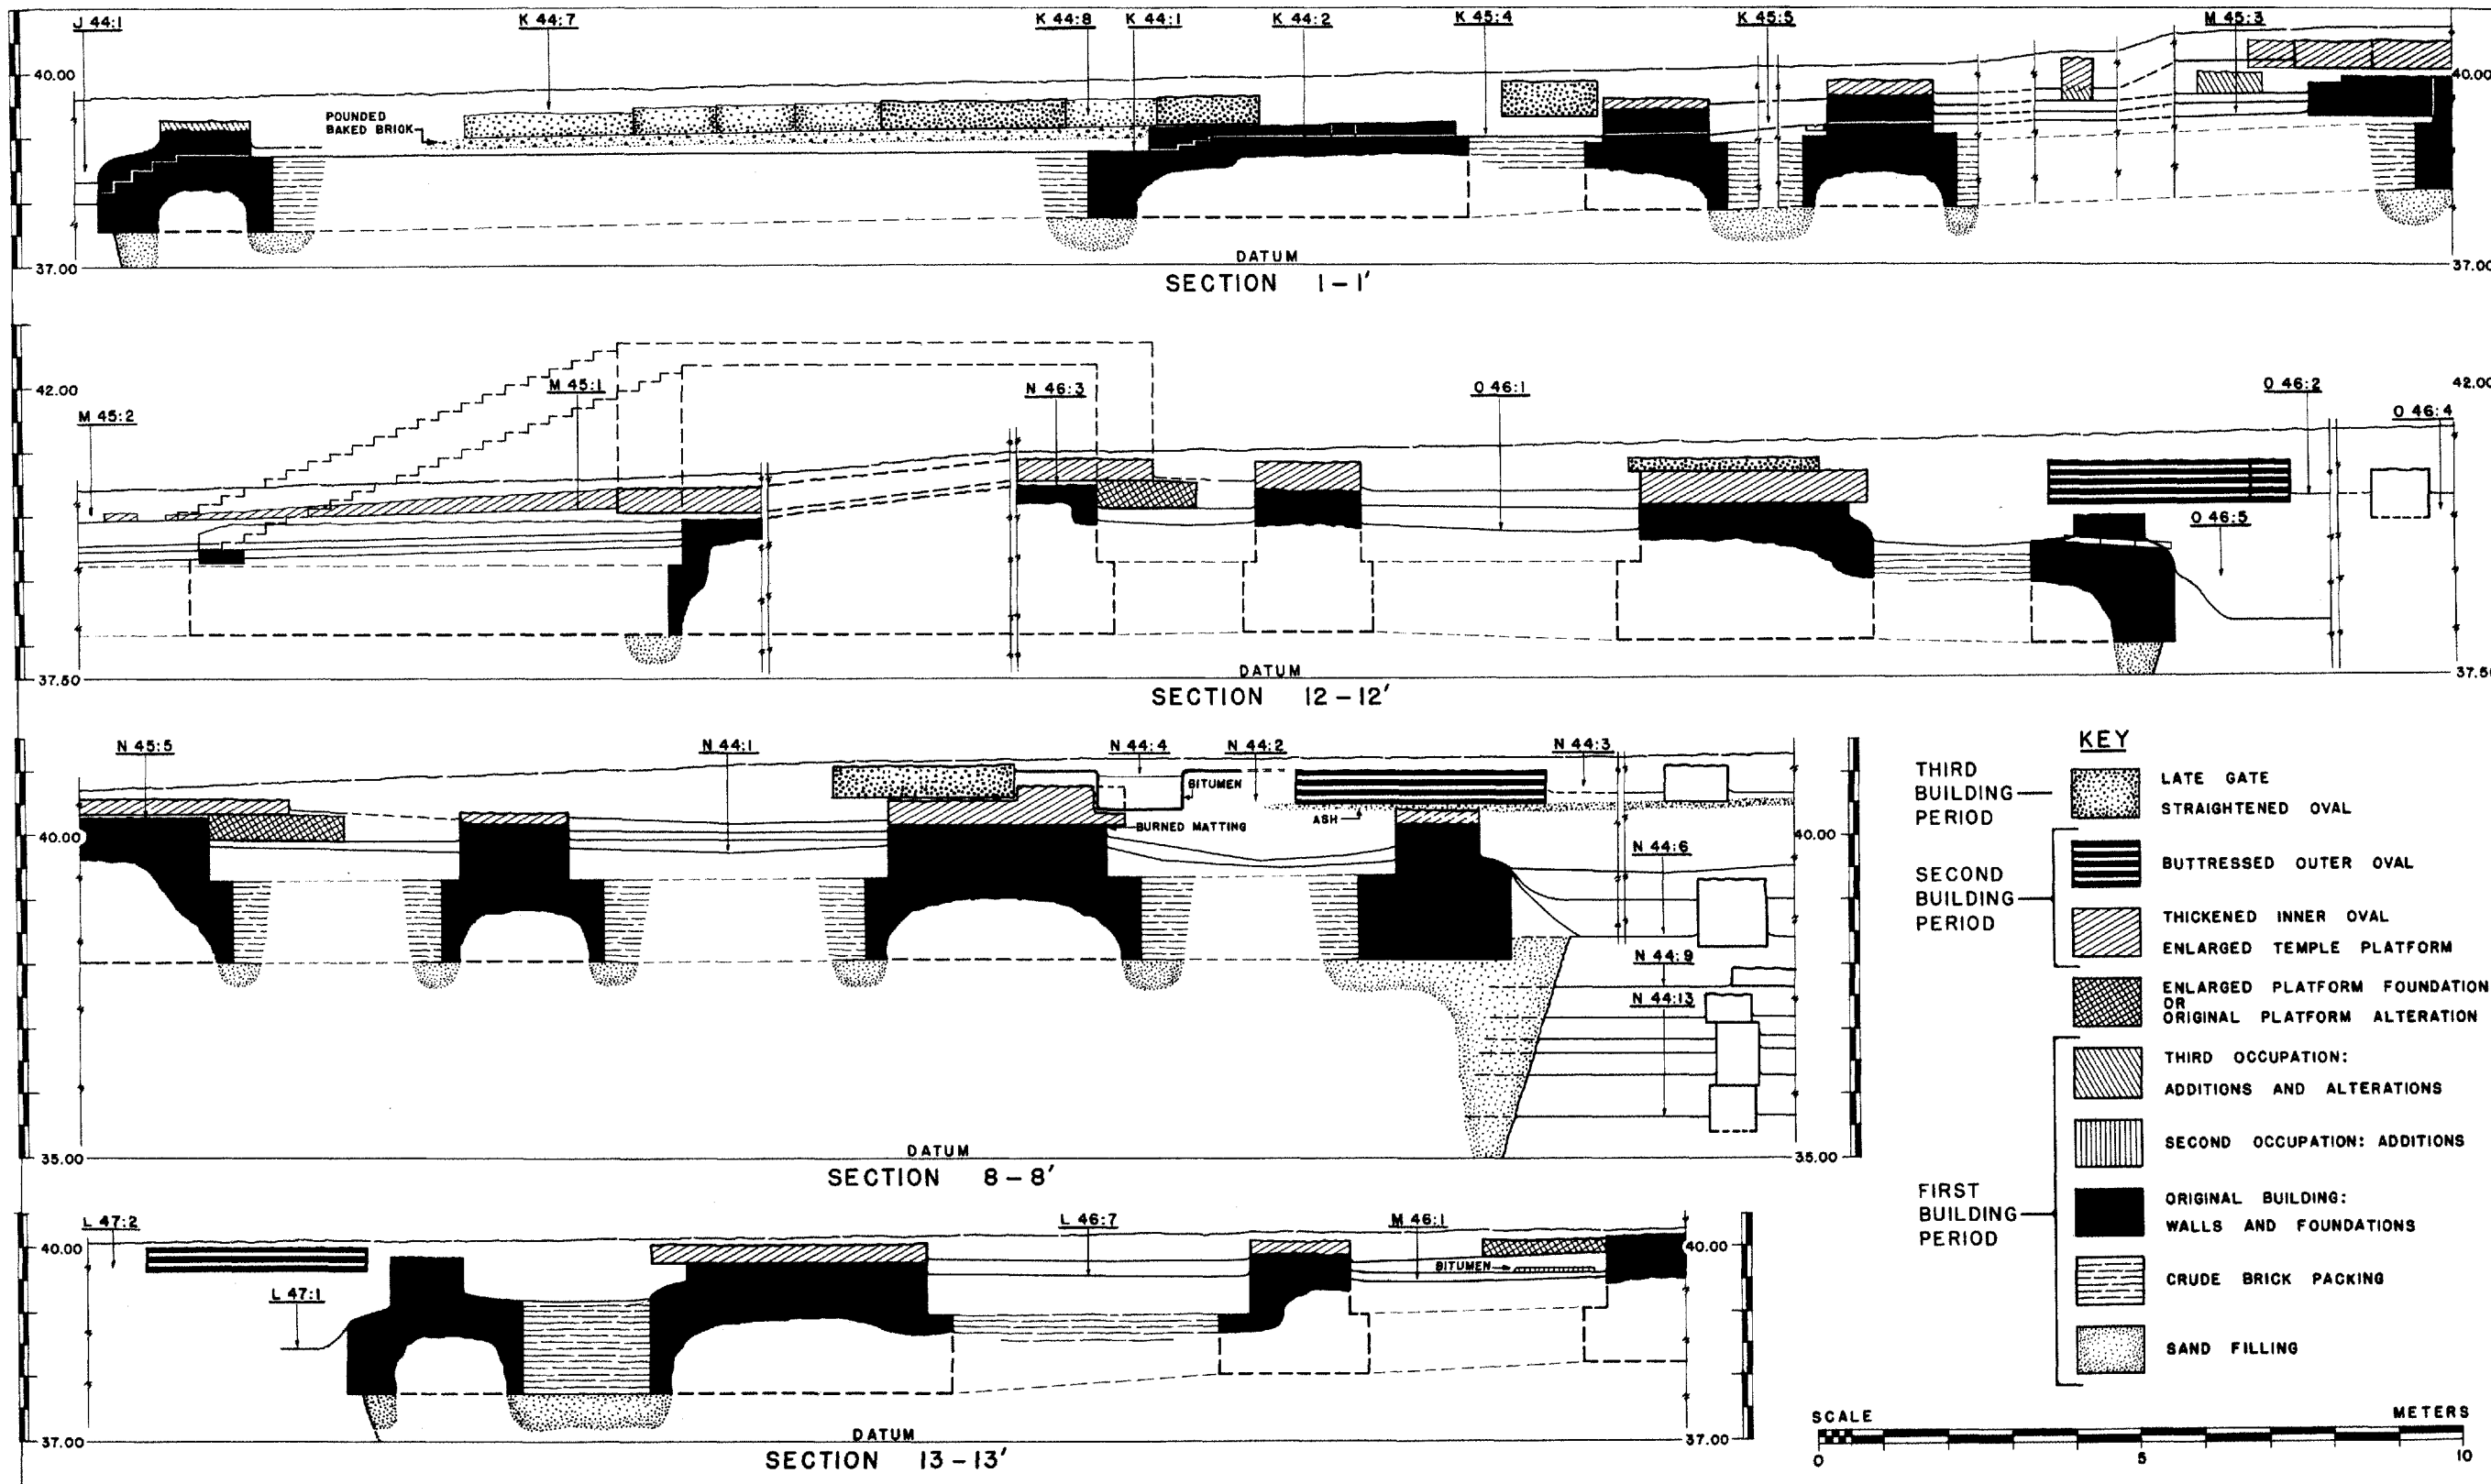 J 44:1 K 44:7 K 44:8 K 44:1 K 44:2 K 45:4 K 45:5 M 45:3
40.00 40.00
POUNDED
BAKED BRICK
DATUM
37.00 37.00
SECTION 1-1'
42.00 42.00
M 45:2 M 45:1 N 46:3 O 46:1 O 46:2 O 46:4
O 46:5
DATUM
37.50 37.50
SECTION 12-12'
N 45:5 N 44:1 N 44:4 N 44:2 N 44:3
BITUMEN
ASH
BURNED MATTING
40.00 40.00
N 44:6
N 44:9
N 44:13
DATUM
35.00 35.00
SECTION 8-8'
L 47:2 L 46:7 M 46:1
40.00 40.00
BITUMEN
L 47:1
DATUM
37.00 37.00
SECTION 13-13'
KEY
THIRD
BUILDING
PERIOD
LATE GATE
STRAIGHTENED OVAL
SECOND
BUILDING
PERIOD
BUTTRESSED OUTER OVAL
THICKENED INNER OVAL
ENLARGED TEMPLE PLATFORM
ENLARGED PLATFORM FOUNDATION
OR
ORIGINAL PLATFORM ALTERATION
FIRST
BUILDING
PERIOD
THIRD OCCUPATION:
ADDITIONS AND ALTERATIONS
SECOND OCCUPATION: ADDITIONS
ORIGINAL BUILDING:
WALLS AND FOUNDATIONS
CRUDE BRICK PACKING
SAND FILLING
SCALE METERS
0 5 10